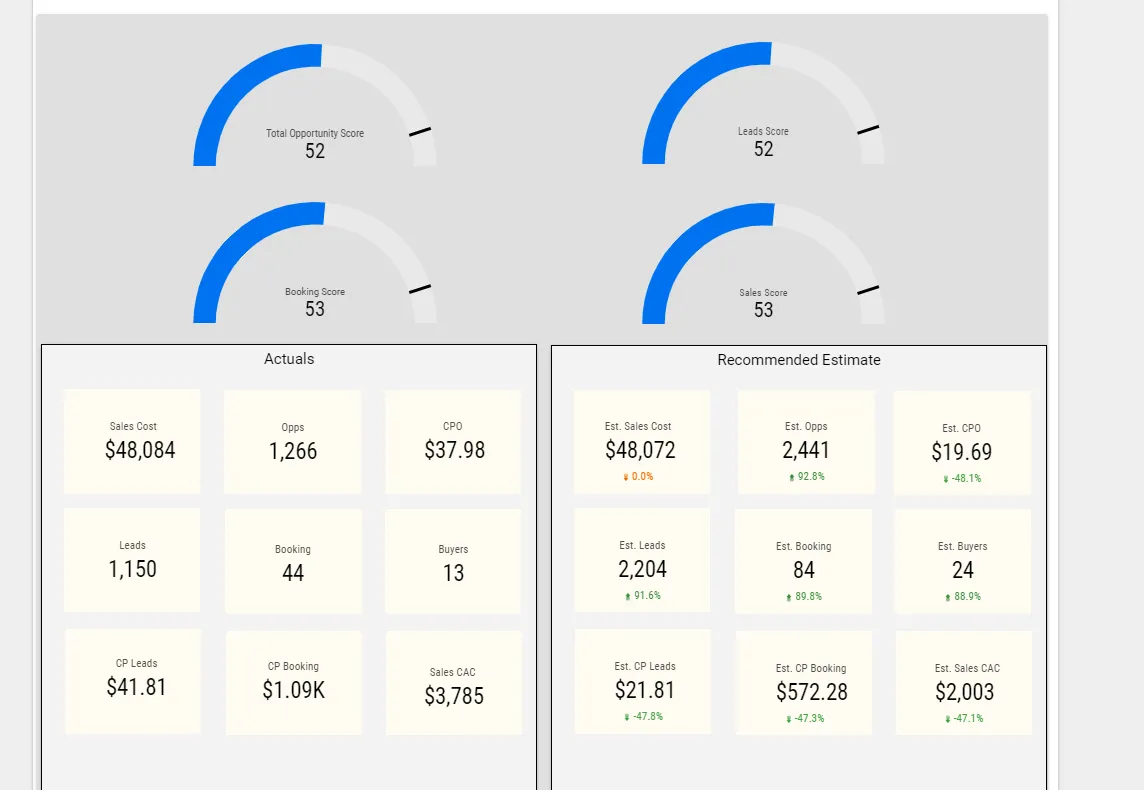 Total Opportunity Score
52
Leads Score
52
Booking Score
53
Sales Score
53
Actuals
Sales Cost
$48,084
Opps
1,266
CPO
$37.98
Leads
1,150
Booking
44
Buyers
13
CP Leads
$41.81
CP Booking
$1.09K
Sales CAC
$3,785
Recommended Estimate
Est. Sales Cost
$48,072
0.0%
Est. Opps
2,441
92.8%
Est. CPO
$19.69
-48.1%
Est. Leads
2,204
91.6%
Est. Booking
84
89.8%
Est. Buyers
24
88.9%
Est. CP Leads
$21.81
-47.8%
Est. CP Booking
$572.28
-47.3%
Est. Sales CAC
$2,003
-47.1%